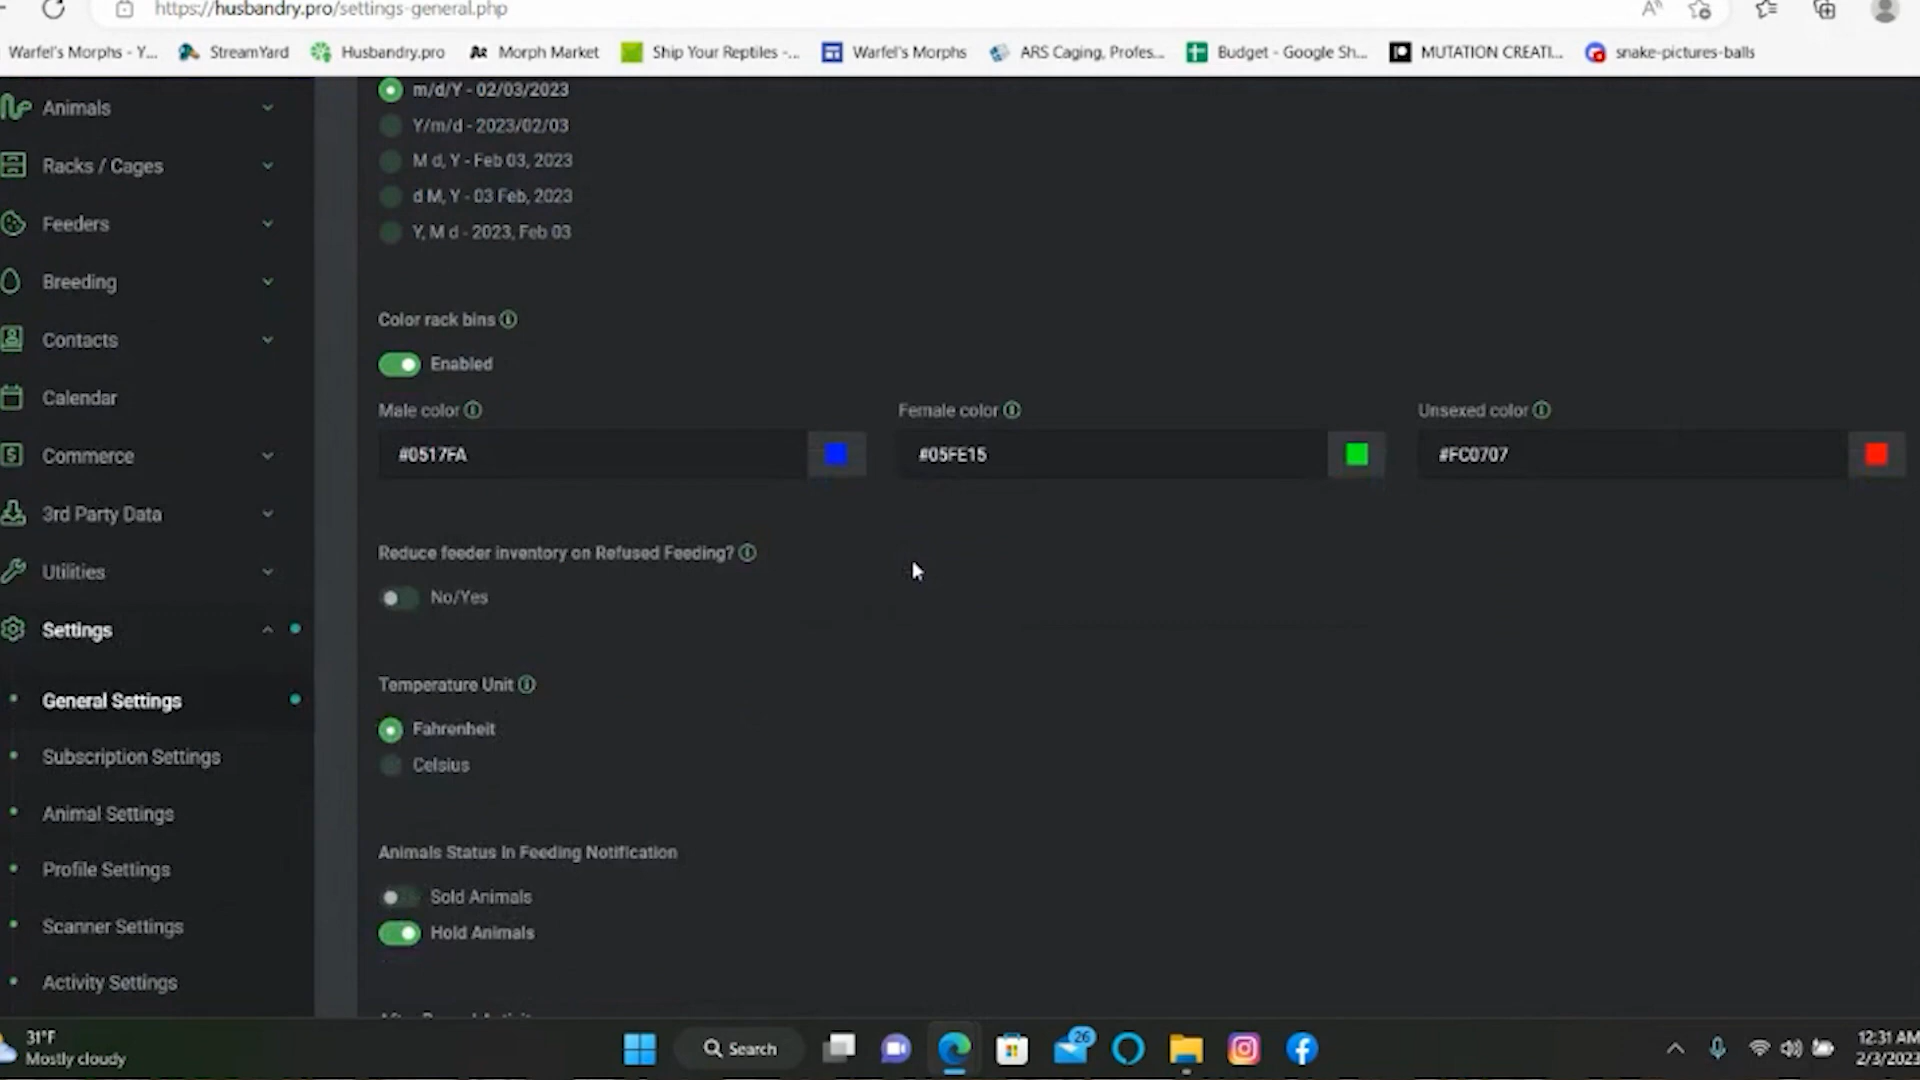 https://husbandry.pro/settings-general.php
Warfel's Morphs - Y... StreamYard Husbandry.pro Morph Market Ship Your Reptiles -... Warfel's Morphs ARS Caging, Profes... Budget - Google Sh... MUTATION CREATI... snake-pictures-balls
Animals
Racks / Cages
Feeders
Breeding
Contacts
Calendar
Commerce
3rd Party Data
Utilities
Settings
General Settings
Subscription Settings
Animal Settings
Profile Settings
Scanner Settings
Activity Settings
m/d/Y - 02/03/2023
Y/m/d - 2023/02/03
M d, Y - Feb 03, 2023
d M, Y - 03 Feb, 2023
Y, M d - 2023, Feb 03
Color rack bins
Enabled
Male color Female color Unsexed color
#0517FA #05FE15 #FC0707
Reduce feeder inventory on Refused Feeding?
No/Yes
Temperature Unit
Fahrenheit
Celsius
Animals Status In Feeding Notification
Sold Animals
Hold Animals
31°F
Mostly cloudy
Search
26
12:31 AM
2/3/2023